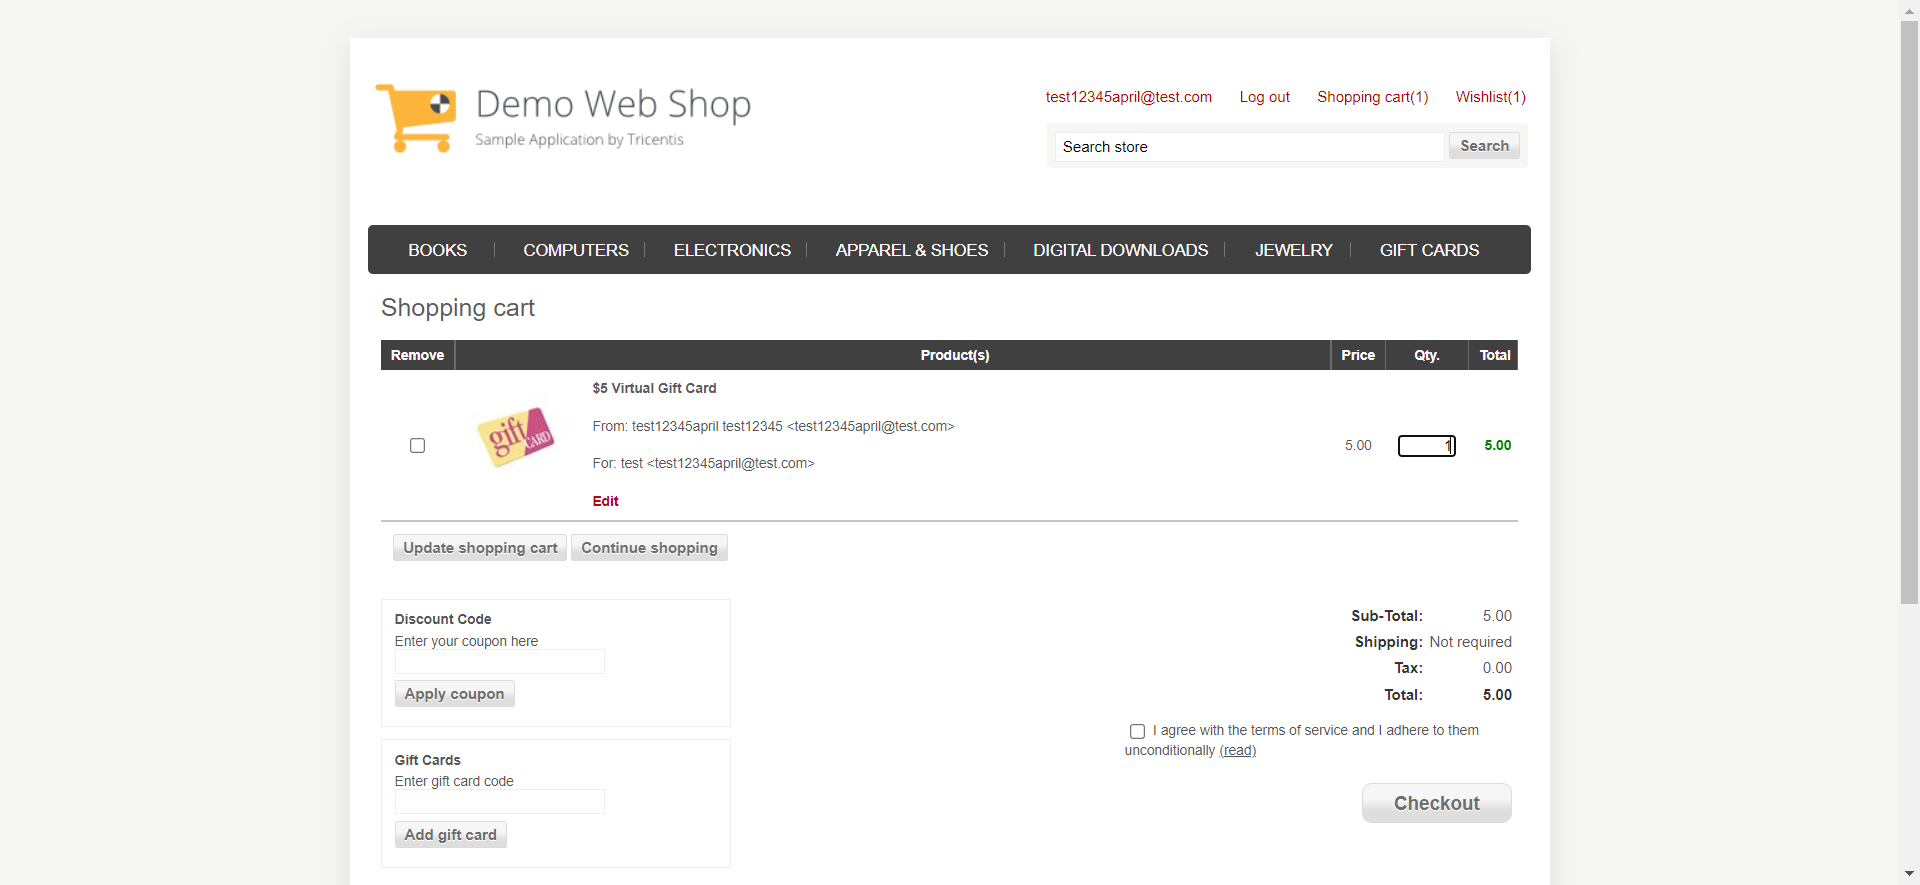 Demo Web Shop
Sample Application by Tricentis
test12345april@test.com Log out Shopping cart(1) Wishlist(1)
Search store Search
BOOKS COMPUTERS ELECTRONICS APPAREL & SHOES DIGITAL DOWNLOADS JEWELRY GIFT CARDS
Shopping cart
Remove Product(s) Price Qty. Total
$5 Virtual Gift Card
gift CARD
From: test12345april test12345 <test12345april@test.com>
5.00 1 5.00
For: test <test12345april@test.com>
Edit
Update shopping cart Continue shopping
Discount Code
Enter your coupon here
Apply coupon
Gift Cards
Enter gift card code
Add gift card
Sub-Total: 5.00
Shipping: Not required
Tax: 0.00
Total: 5.00
I agree with the terms of service and I adhere to them
unconditionally (read)
Checkout